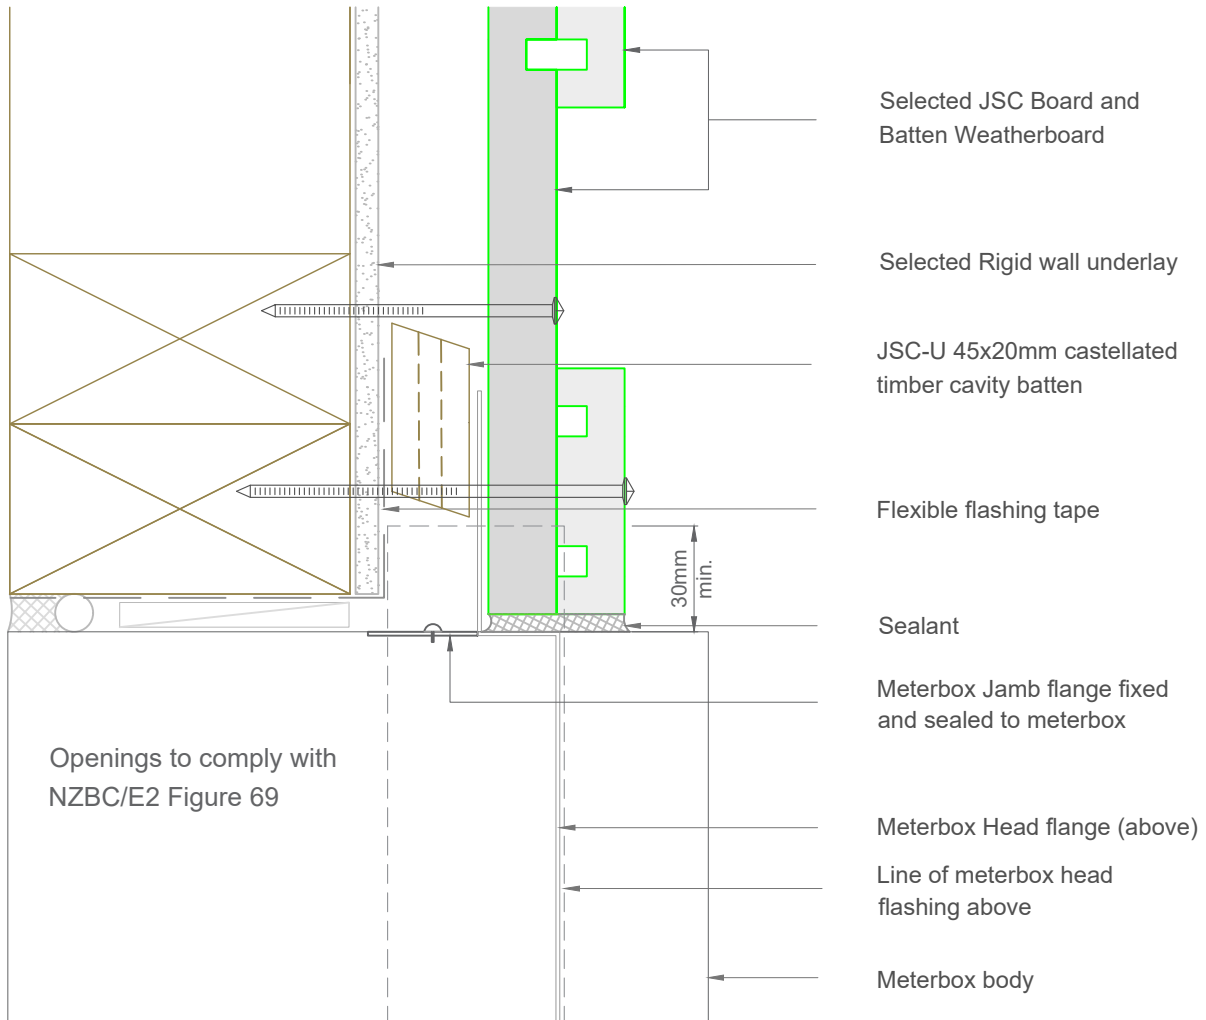 Selected JSC Board and
Batten Weatherboard
Selected Rigid wall underlay
JSC-U 45x20mm castellated
timber cavity batten
Flexible flashing tape
30mm
min.
Sealant
Meterbox Jamb flange fixed
and sealed to meterbox
Openings to comply with
NZBC/E2 Figure 69
Meterbox Head flange (above)
Line of meterbox head
flashing above
Meterbox body